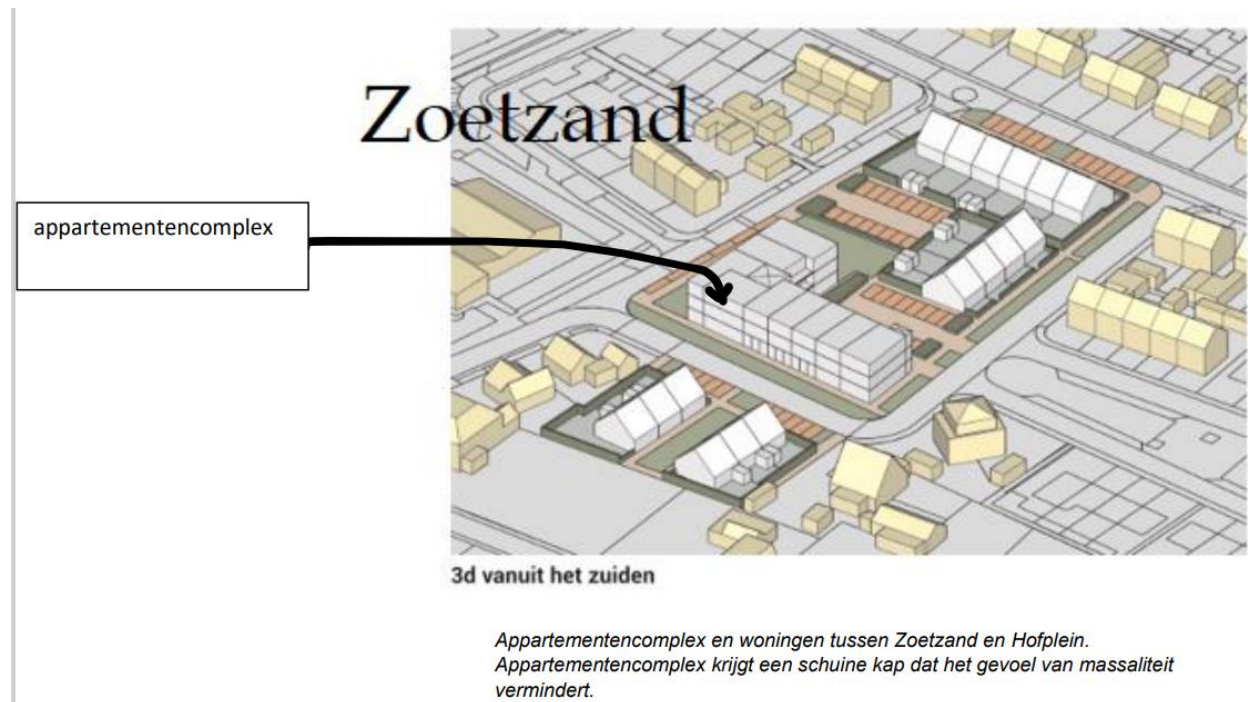 Zoetzand
appartementencomplex
3d vanuit het zuiden
Appartementencomplex en woningen tussen Zoetzand en Hofplein.
Appartementencomplex krijgt een schuine kap dat het gevoel van massaliteit
vermindert.